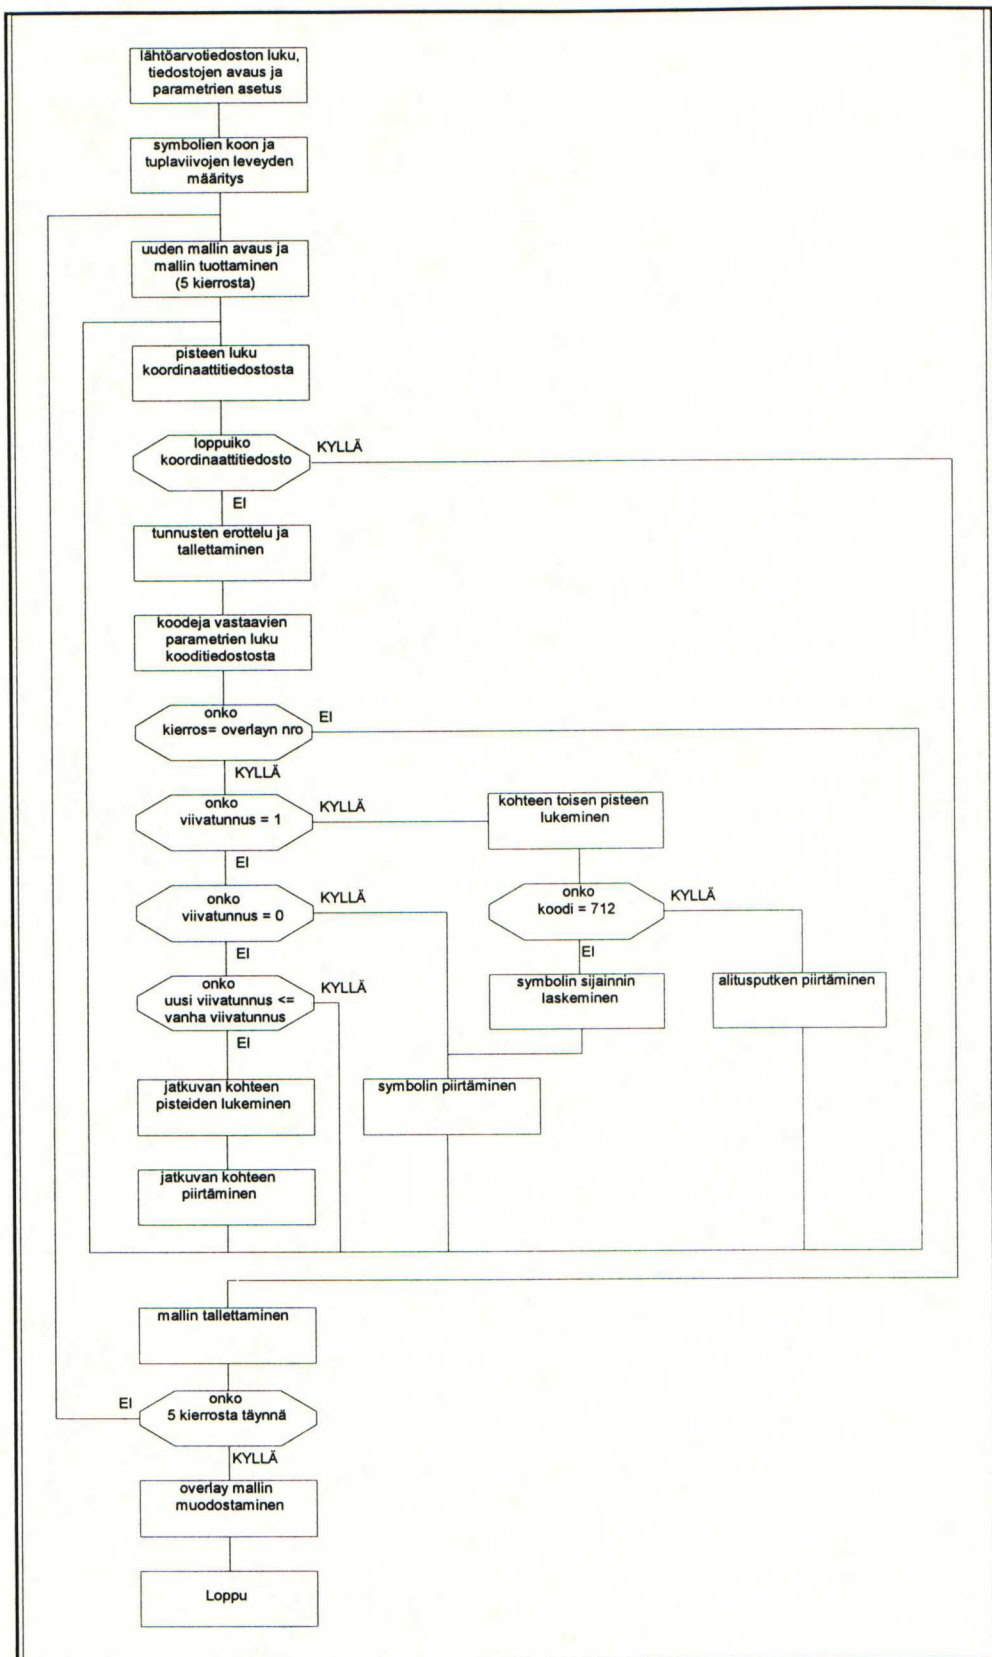 lähtöarvotiedoston luku,
tiedostojen avaus ja
parametrien asetus
symbolien koon ja
tuplaviivojen leveyden
määritys
uuden mallin avaus ja
mallin tuottaminen
(5 kierrosta)
pisteen luku
koordinaattitiedostosta
loppuiko
koordinaattitiedosto
KYLLÄ
EI
tunnusten erottelu ja
tallettaminen
koodeja vastaavien
parametrien luku
kooditiedostosta
onko
kierros= overlayn nro
EI
KYLLÄ
onko
viivatunnus = 1
KYLLÄ
kohteen toisen pisteen
lukeminen
EI
onko
viivatunnus = 0
KYLLÄ
onko
koodi = 712
KYLLÄ
EI
EI
onko
uusi viivatunnus <=
vanha viivatunnus
KYLLÄ
symbolin sijainnin
laskeminen
alitusputken piirtäminen
EI
jatkuvan kohteen
pisteiden lukeminen
symbolin piirtäminen
jatkuvan kohteen
piirtäminen
mallin tallettaminen
EI
onko
5 kierrosta täynnä
KYLLÄ
overlay mallin
muodostaminen
Loppu